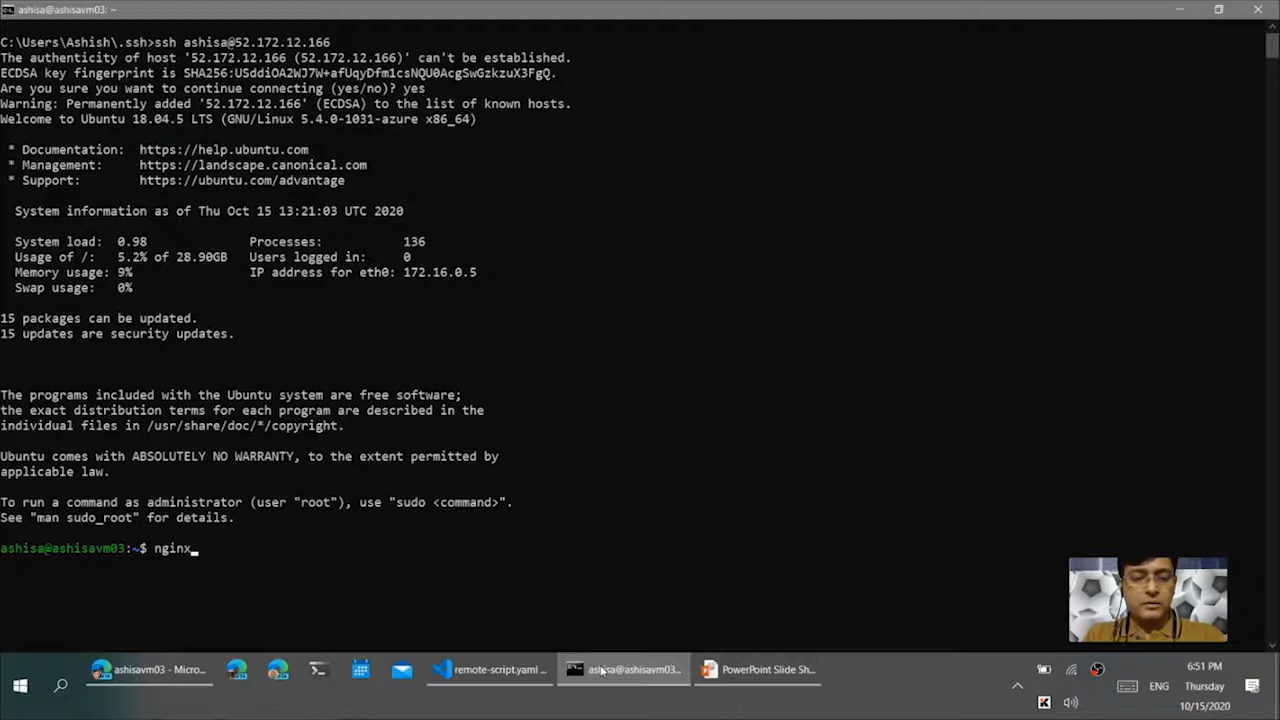 ashisa@ashisavm03: ~
C:\Users\Ashish\.ssh>ssh ashisa@52.172.12.166
The authenticity of host '52.172.12.166 (52.172.12.166)' can't be established.
ECDSA key fingerprint is SHA256:USddiOA2WJ7W+afUqyDfm1csNQU0AcgSwGzkzuX3FgQ.
Are you sure you want to continue connecting (yes/no)? yes
Warning: Permanently added '52.172.12.166' (ECDSA) to the list of known hosts.
Welcome to Ubuntu 18.04.5 LTS (GNU/Linux 5.4.0-1031-azure x86_64)
* Documentation: https://help.ubuntu.com
* Management: https://landscape.canonical.com
* Support: https://ubuntu.com/advantage
System information as of Thu Oct 15 13:21:03 UTC 2020
System load: 0.98 Processes: 136
Usage of /: 5.2% of 28.90GB Users logged in: 0
Memory usage: 9% IP address for eth0: 172.16.0.5
Swap usage: 0%
15 packages can be updated.
15 updates are security updates.
The programs included with the Ubuntu system are free software;
the exact distribution terms for each program are described in the
individual files in /usr/share/doc/*/copyright.
Ubuntu comes with ABSOLUTELY NO WARRANTY, to the extent permitted by
applicable law.
To run a command as administrator (user "root"), use "sudo <command>".
See "man sudo_root" for details.
ashisa@ashisavm03:~$ nginx_
ashisavm03 - Micro... remote-script.yaml ... ashisa@ashisavm03... PowerPoint Slide Sh...
ENG
6:51 PM
Thursday
10/15/2020